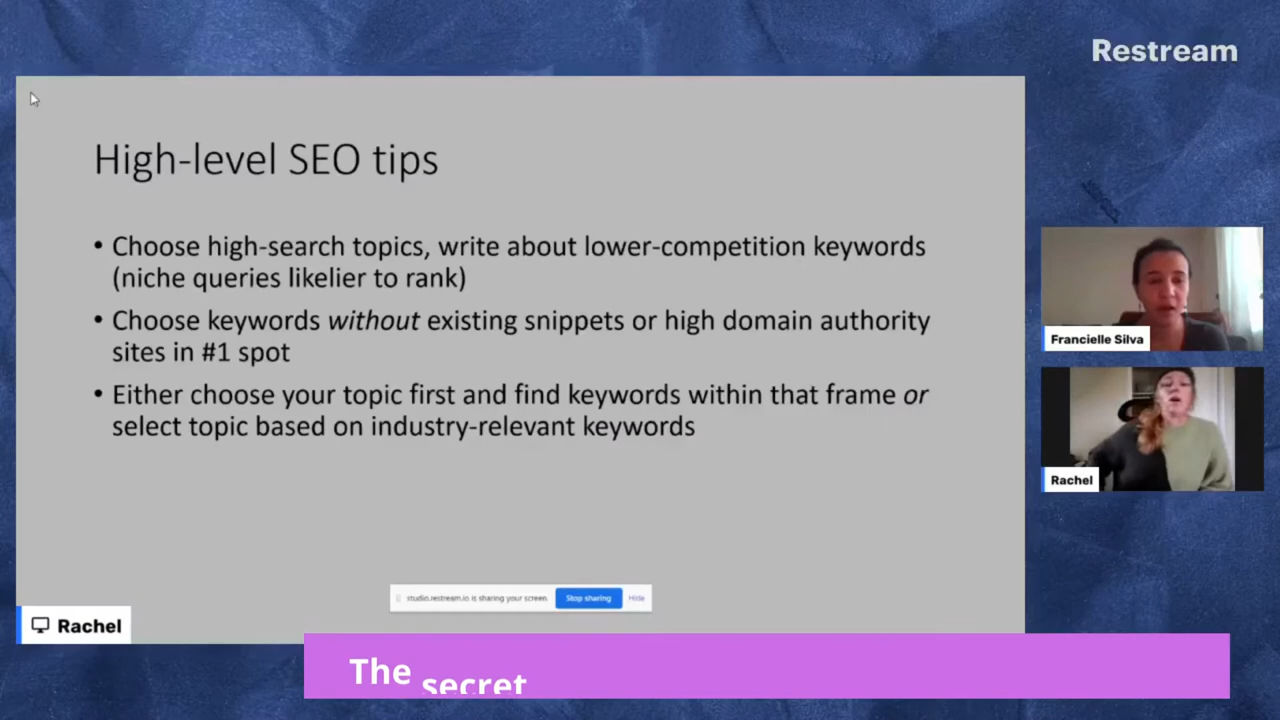 Restream
High-level SEO tips
• Choose high-search topics, write about lower-competition keywords
(niche queries likelier to rank)
• Choose keywords without existing snippets or high domain authority
sites in #1 spot
• Either choose your topic first and find keywords within that frame or
select topic based on industry-relevant keywords
Francielle Silva
Rachel
studio.restream.io is sharing your screen. Stop sharing Hide
Rachel
The secret